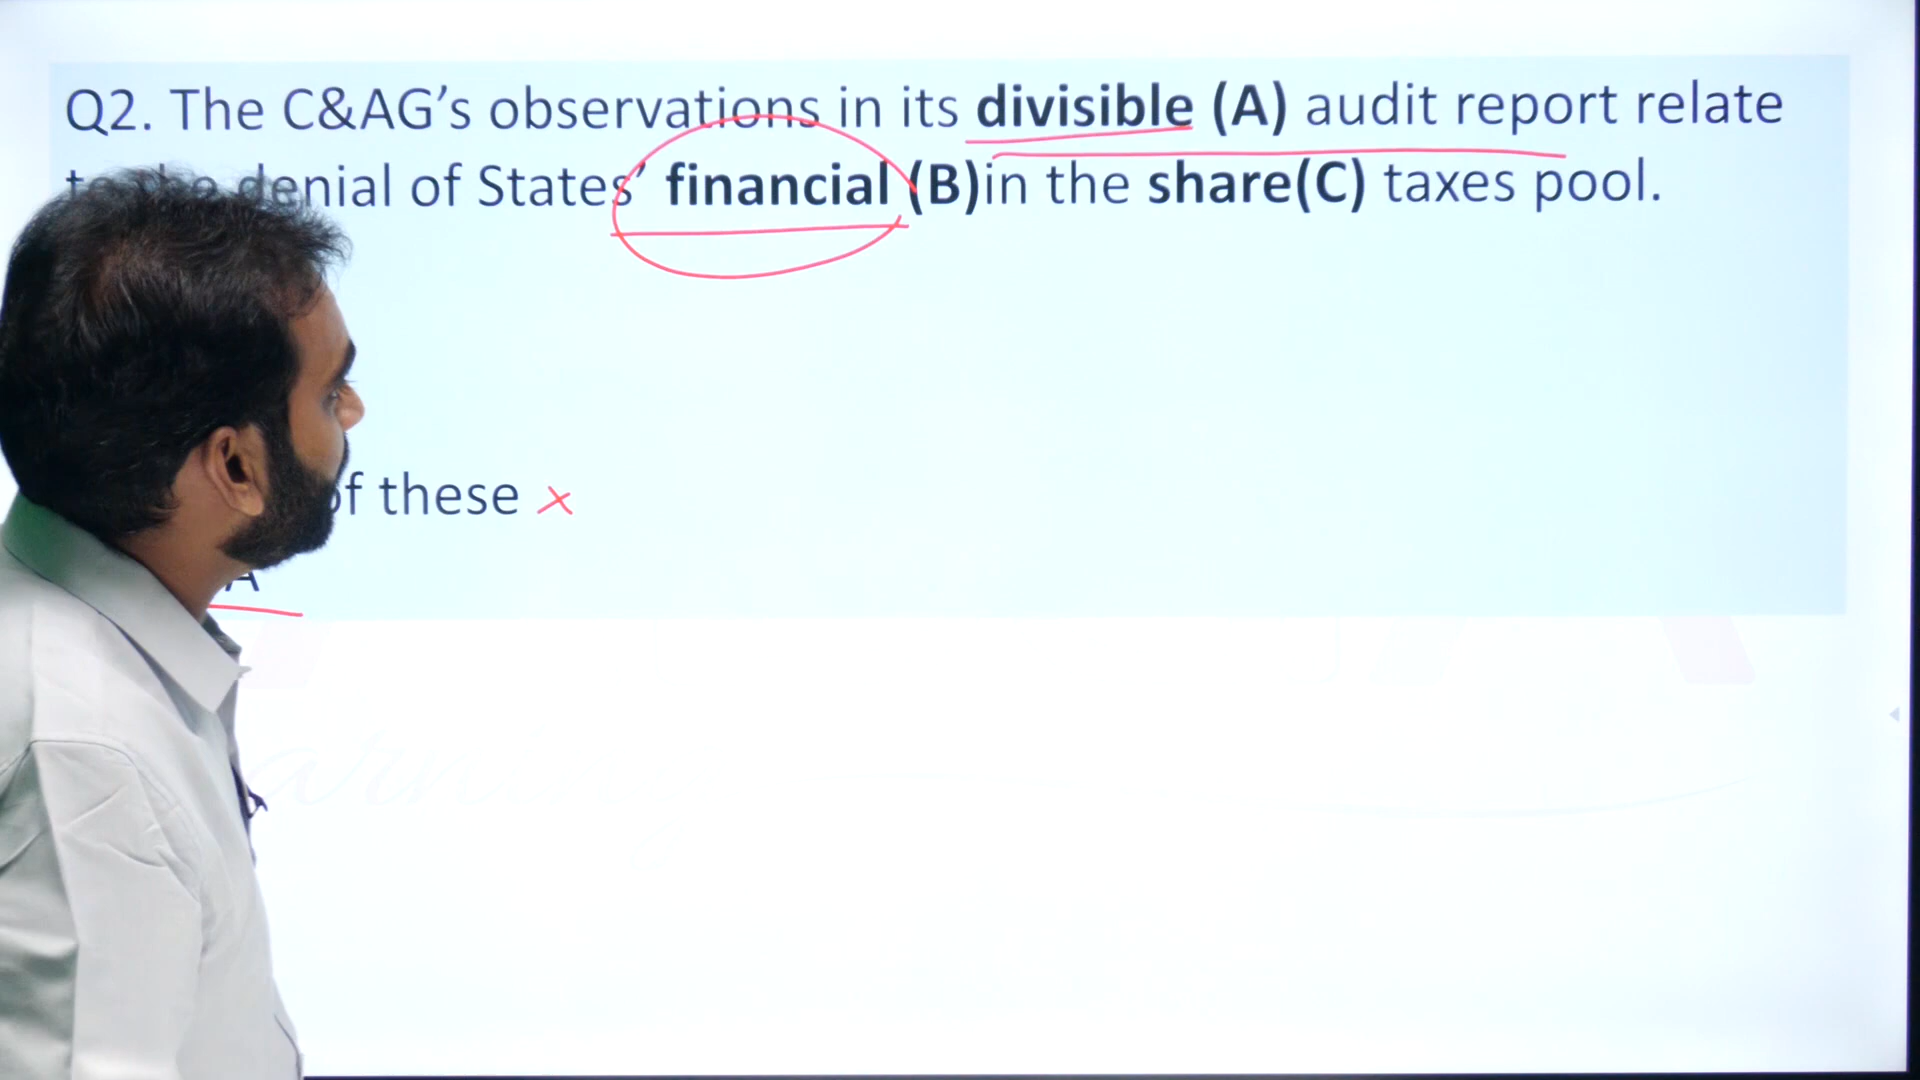 Q2. The C&AG's observations in its divisible (A) audit report relate
denial of States' financial (B)in the share(C) taxes pool.
of these ×
A